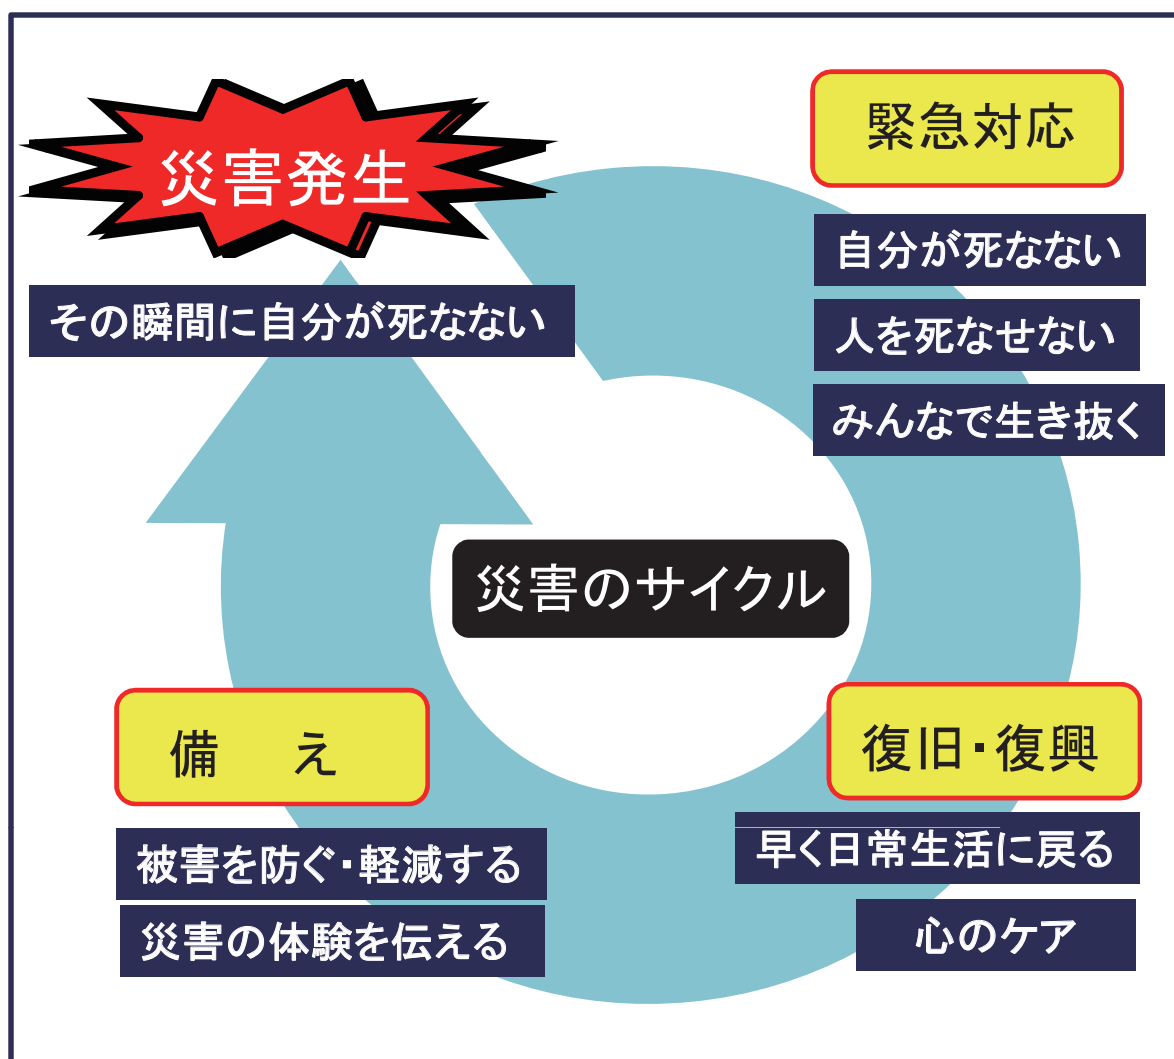 災害発生
その瞬間に自分が死なない
緊急対応
自分が死なない
人を死なせない
みんなで生き抜く
災害のサイクル
復旧・復興
早く日常生活に戻る
心のケア
備 え
被害を防ぐ・軽減する
災害の体験を伝える